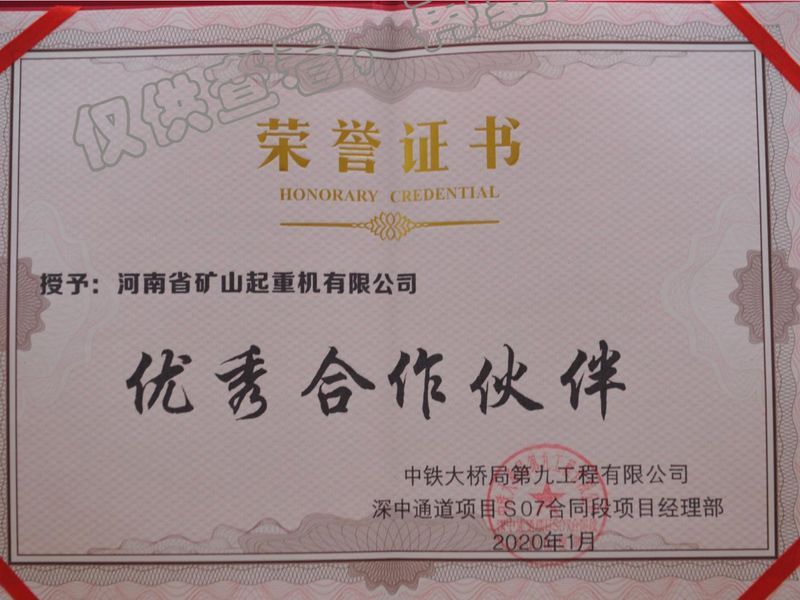 仅供查看，
荣誉证书
HONORARY CREDENTIAL
授予：河南省矿山起重机有限公司
优秀合作伙伴
中铁大桥局第九工程有限公司
深中通道项目S07合同段项目经理部
2020年1月